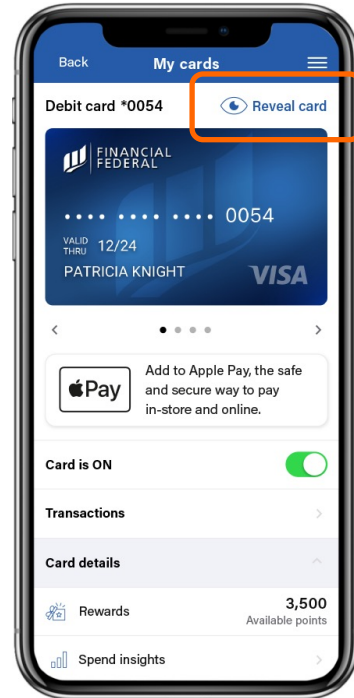 Back My cards
Debit card *0054 Reveal card
FINANCIAL
FEDERAL
•••• •••• •••• 0054
VALID
THRU 12/24
PATRICIA KNIGHT VISA
Pay
Add to Apple Pay, the safe
and secure way to pay
in-store and online.
Card is ON
Transactions
Card details
Rewards 3,500
Available points
Spend insights